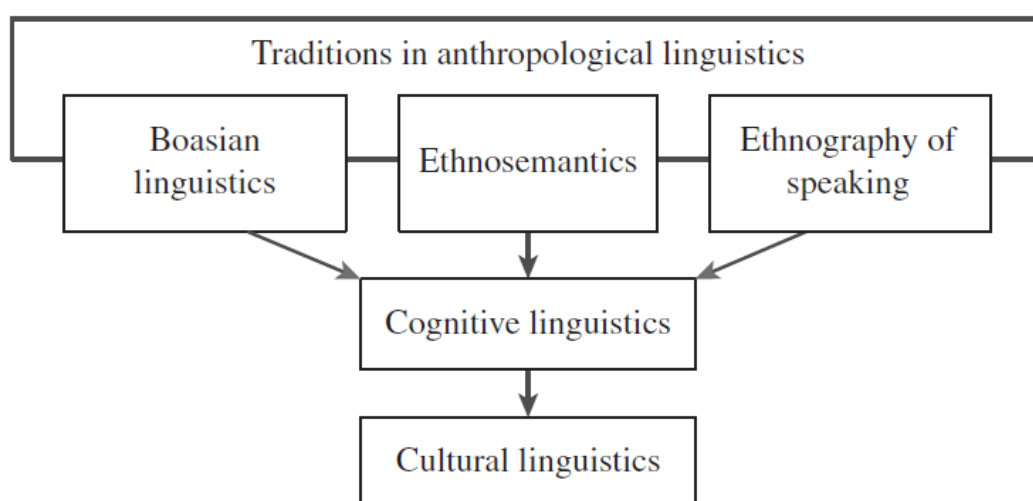 Traditions in anthropological linguistics
Boasian
linguistics
Ethnosemantics
Ethnography of
speaking
Cognitive linguistics
Cultural linguistics